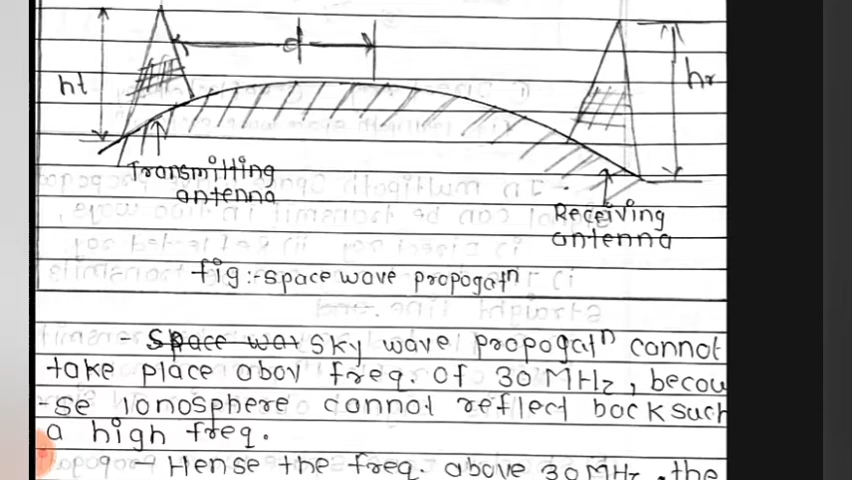 d
ht
hr
Transmitting
antenna
Receiving
antenna
fig :- space wave propogatⁿ
- Space wav sky wave propogatⁿ cannot
take place abov freq. of 30 MHz, becou
-se Ionosphere cannot reflect back such
a high freq.
Hense the freq. above 30 MHz, the